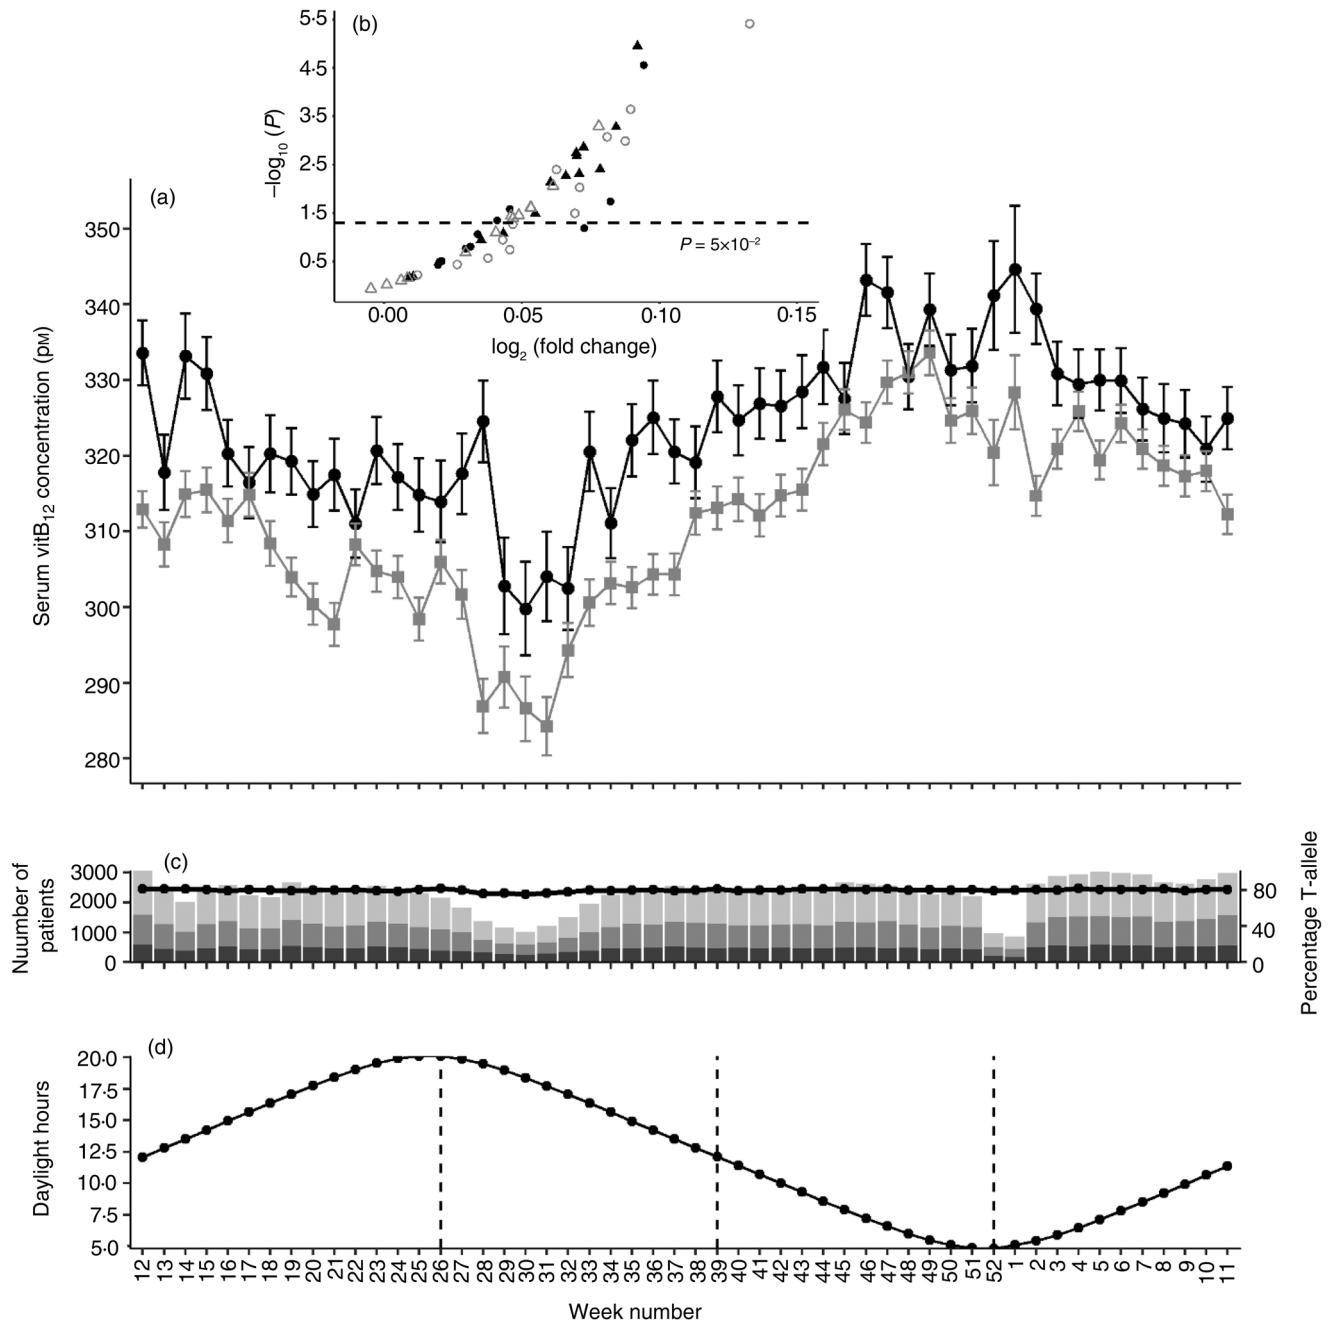 (b)
5·5
4·5
3·5
2·5
1·5
0·5
–log10 (P)
P = 5×10–2
0·00 0·05 0·10 0·15
log2 (fold change)
(a)
350
340
330
320
310
300
290
280
Serum vitB12 concentration (pM)
(c)
3000
2000
1000
0
Nuumber of
patients
80
40
0
Percentage T-allele
(d)
20·0
17·5
15·0
12·5
10·0
7·5
5·0
Daylight hours
12 13 14 15 16 17 18 19 20 21 22 23 24 25 26 27 28 29 30 31 32 33 34 35 36 37 38 39 40 41 42 43 44 45 46 47 48 49 50 51 52 1 2 3 4 5 6 7 8 9 10 11
Week number